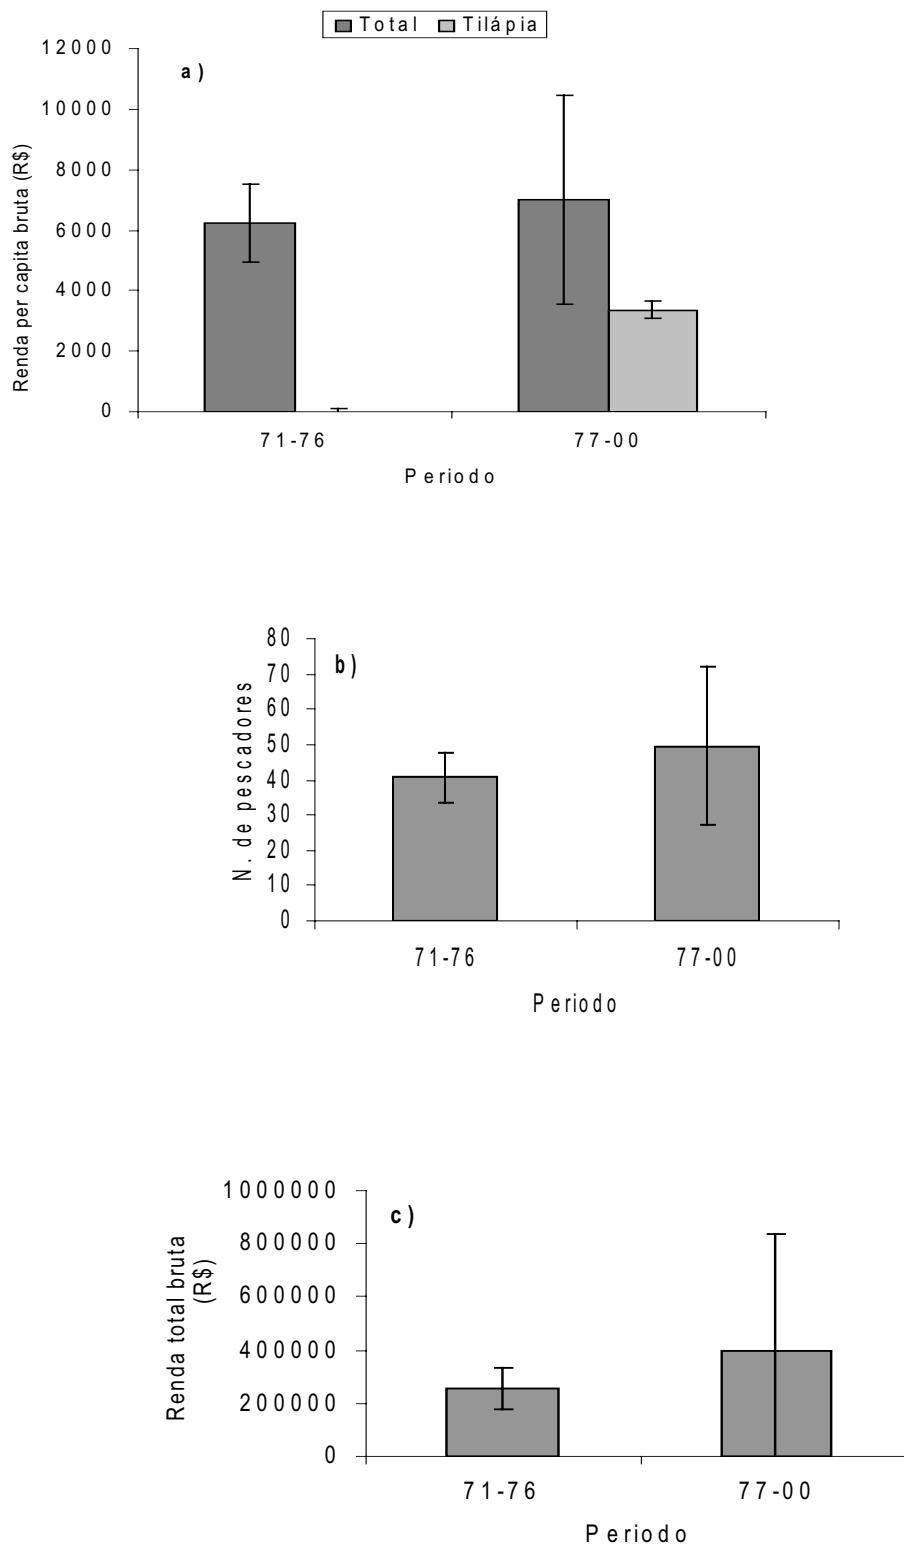 Total Tilápia
a)
Renda per capita bruta (R$)
12000
10000
8000
6000
4000
2000
0
71-76 77-00
Periodo
b)
N. de pescadores
80
70
60
50
40
30
20
10
0
71-76 77-00
Periodo
c)
Renda total bruta
(R$)
1000000
800000
600000
400000
200000
0
71-76 77-00
Periodo